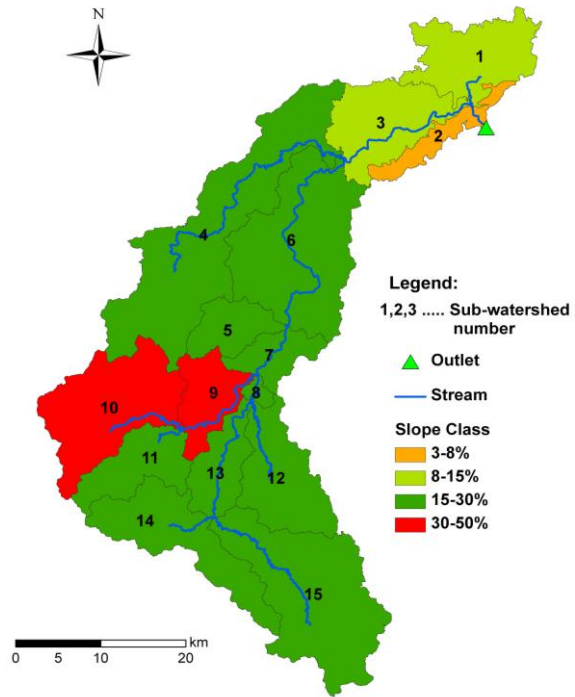 N
1
3
2
4
6
Legend:
1,2,3 ..... Sub-watershed
number
Outlet
Stream
Slope Class
3-8%
8-15%
15-30%
30-50%
5
7
9
8
10
11
13
12
14
15
km
0 5 10 20